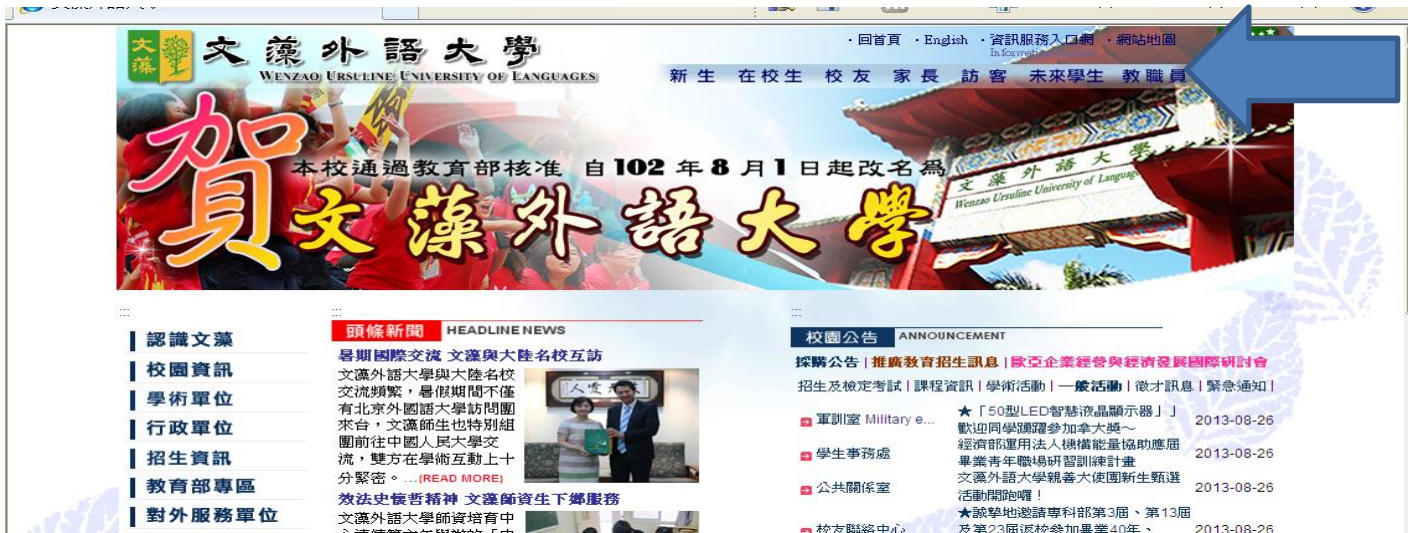 文藻
文藻外語大學
WENZAO URSULINE UNIVERSITY OF LANGUAGES
・回首頁 ・English ・資訊服務入口網 ・網站地圖
新生 在校生 校友 家長 訪客 未來學生 教職員
賀
本校通過教育部核准 自102年8月1日起改名為
文藻外語大學
文藻外語大學
Wenzao Ursuline University of Languages
認識文藻
校園資訊
學術單位
行政單位
招生資訊
教育部專區
對外服務單位
頭條新聞 HEADLINE NEWS
暑期國際交流 文藻與大陸名校互訪
文藻外語大學與大陸名校
交流頻繁，暑假期間不僅
有北京外國語大學訪問團
來台，文藻師生也特別組
團前往中國人民大學交
流，雙方在學術互動上十
分緊密。...(READ MORE)
效法史懷哲精神 文藻師資生下鄉服務
文藻外語大學師資培育中
校園公告 ANNOUNCEMENT
採購公告 | 推廣教育招生訊息 | 歐亞企業經營與經濟發展國際研討會
招生及檢定考試 | 課程資訊 | 學術活動 | 一般活動 | 徵才訊息 | 緊急通知 |
軍訓室 Military e...
★「50型LED智慧液晶顯示器」」
歡迎同學踴躍參加拿大獎～
2013-08-26
學生事務處
經濟部運用法人機構能量協助應屆
畢業青年職場研習訓練計畫
2013-08-26
公共關係室
文藻外語大學親善大使團新生甄選
活動開跑囉！
2013-08-26
校友聯絡中心
★誠摯地邀請專科部第3屆、第13屆
及第23屆返校參加畢業40年、
2013-08-26